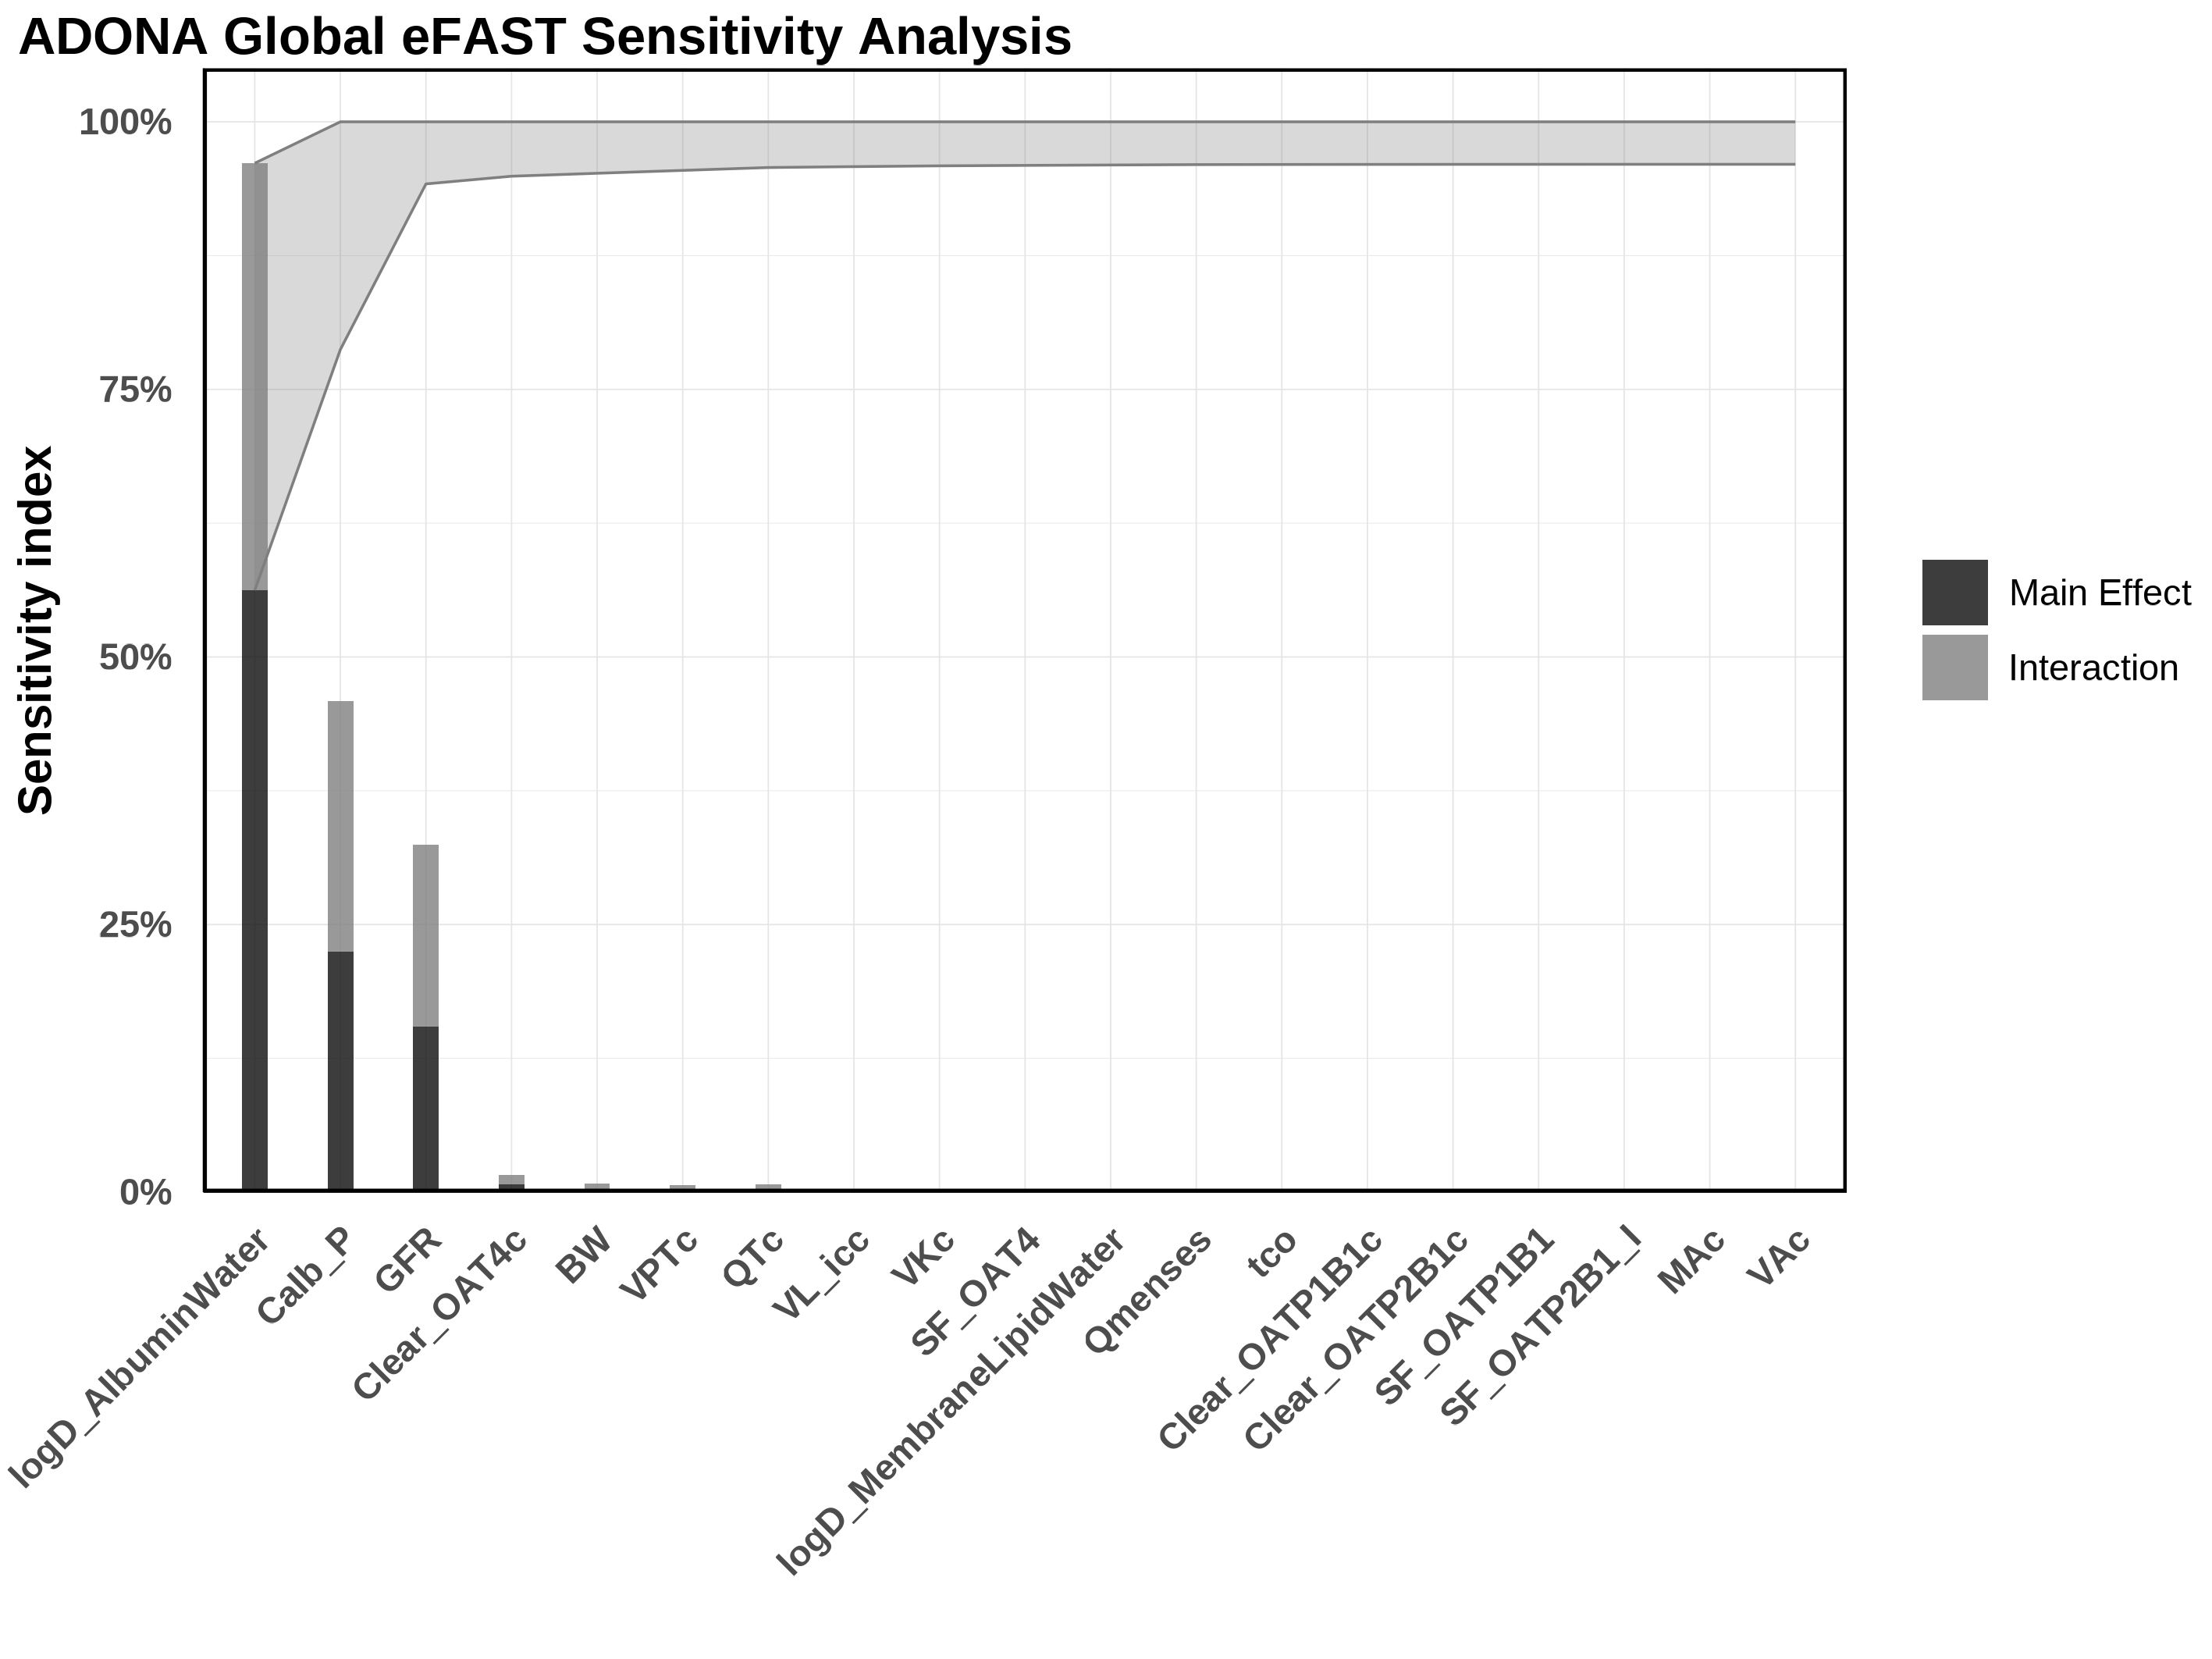 ADONA Global eFAST Sensitivity Analysis
Sensitivity index
100%
75%
50%
25%
0%
logD_AlbuminWater
Calb_P
GFR
Clear_OAT4c
BW
VPTc
QTc
VL_icc
VKc
SF_OAT4
logD_MembraneLipidWater
Qmenses
tco
Clear_OATP1B1c
Clear_OATP2B1c
SF_OATP1B1
SF_OATP2B1_l
MAc
VAc
Main Effect
Interaction